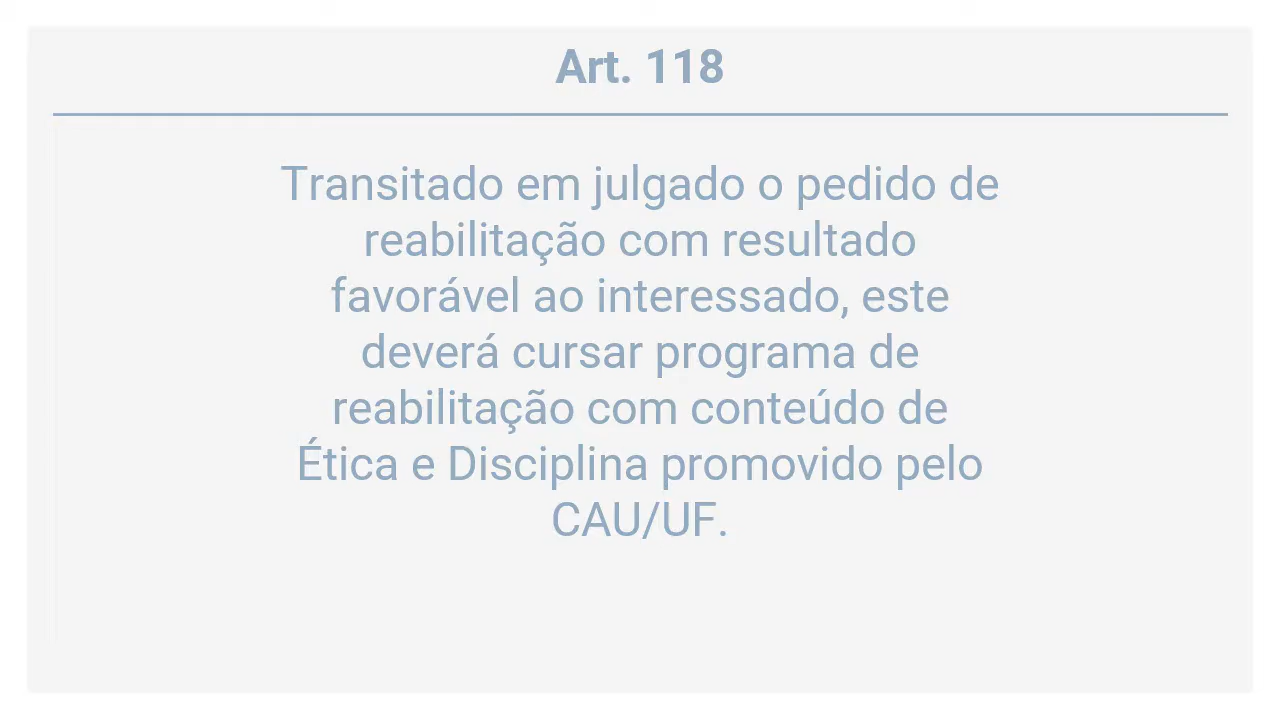 Art. 118
Transitado em julgado o pedido de
reabilitação com resultado
favorável ao interessado, este
deverá cursar programa de
reabilitação com conteúdo de
Ética e Disciplina promovido pelo
CAU/UF.